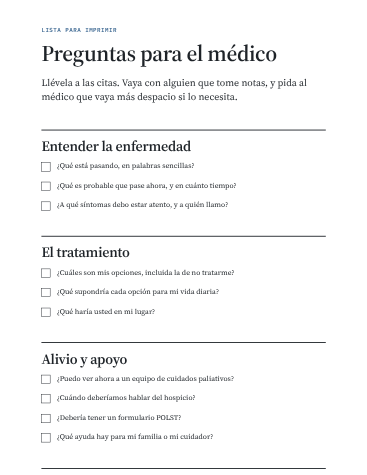 LISTA PARA IMPRIMIR
Preguntas para el médico
Llévela a las citas. Vaya con alguien que tome notas, y pida al
médico que vaya más despacio si lo necesita.
Entender la enfermedad
¿Qué está pasando, en palabras sencillas?
¿Qué es probable que pase ahora, y en cuánto tiempo?
¿A qué síntomas debo estar atento, y a quién llamo?
El tratamiento
¿Cuáles son mis opciones, incluida la de no tratarme?
¿Qué supondría cada opción para mi vida diaria?
¿Qué haría usted en mi lugar?
Alivio y apoyo
¿Puedo ver ahora a un equipo de cuidados paliativos?
¿Cuándo deberíamos hablar del hospicio?
¿Debería tener un formulario POLST?
¿Qué ayuda hay para mi familia o mi cuidador?